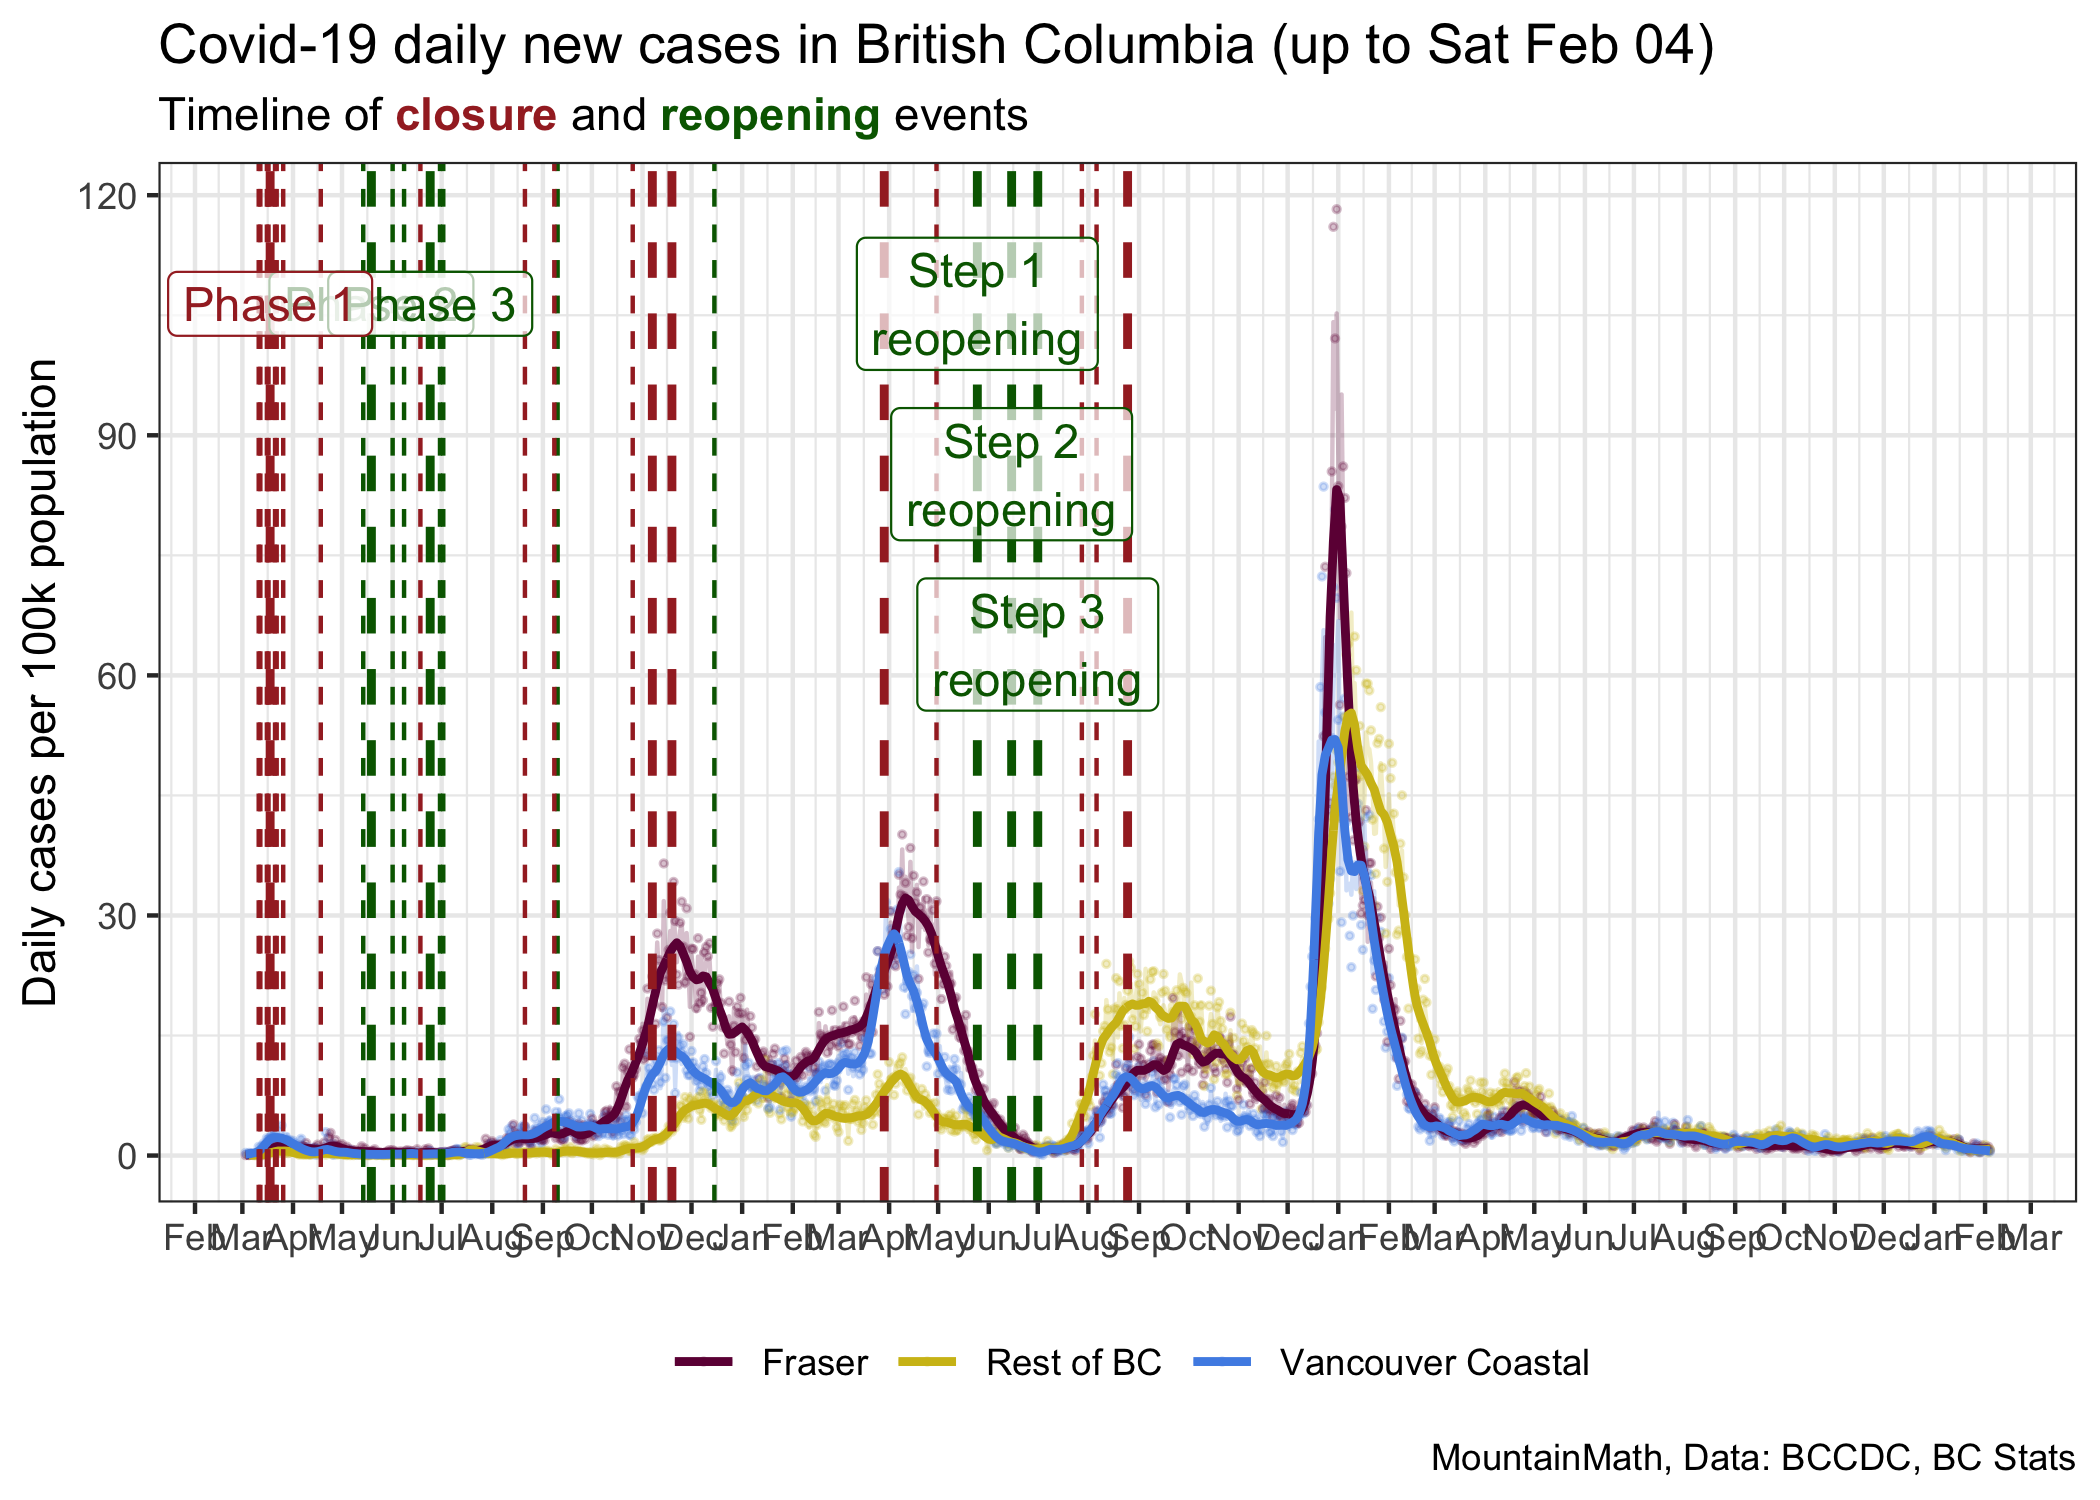 Covid-19 daily new cases in British Columbia (up to Sat Feb 04)
Timeline of closure and reopening events
Daily cases per 100k population
120
90
60
30
0
Phase 1
Phase 2
Phase 3
Step 1
reopening
Step 2
reopening
Step 3
reopening
Feb Mar Apr May Jun Jul Aug Sep Oct Nov Dec Jan Feb Mar Apr May Jun Jul Aug Sep Oct Nov Dec Jan Feb Mar Apr May Jun Jul Aug Sep Oct Nov Dec Jan Feb Mar
Fraser Rest of BC Vancouver Coastal
MountainMath, Data: BCCDC, BC Stats